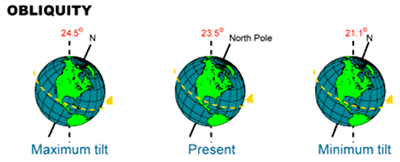 OBLIQUITY
24.5° 23.5° 21.1°
N North Pole N
Maximum tilt Present Minimum tilt